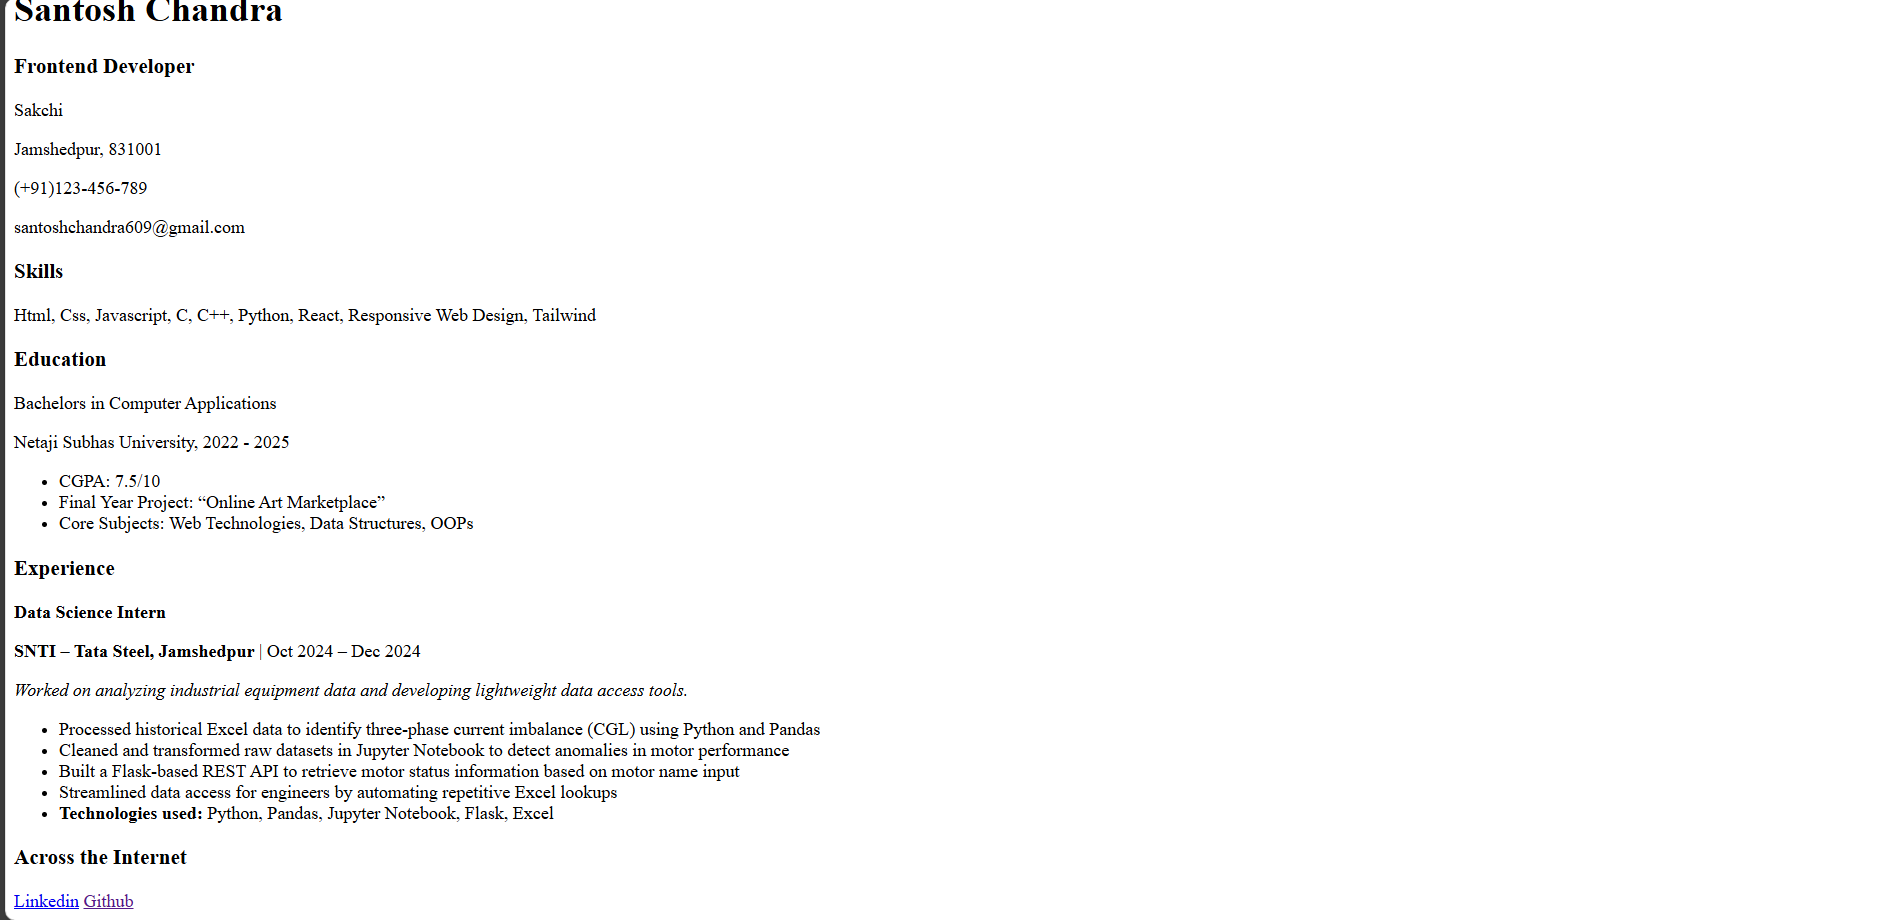 Santosh Chandra
Frontend Developer
Sakchi
Jamshedpur, 831001
(+91)123-456-789
santoshchandra609@gmail.com
Skills
Html, Css, Javascript, C, C++, Python, React, Responsive Web Design, Tailwind
Education
Bachelors in Computer Applications
Netaji Subhas University, 2022 - 2025
• CGPA: 7.5/10
• Final Year Project: “Online Art Marketplace”
• Core Subjects: Web Technologies, Data Structures, OOPs
Experience
Data Science Intern
SNTI – Tata Steel, Jamshedpur | Oct 2024 – Dec 2024
Worked on analyzing industrial equipment data and developing lightweight data access tools.
• Processed historical Excel data to identify three-phase current imbalance (CGL) using Python and Pandas
• Cleaned and transformed raw datasets in Jupyter Notebook to detect anomalies in motor performance
• Built a Flask-based REST API to retrieve motor status information based on motor name input
• Streamlined data access for engineers by automating repetitive Excel lookups
• Technologies used: Python, Pandas, Jupyter Notebook, Flask, Excel
Across the Internet
Linkedin Github